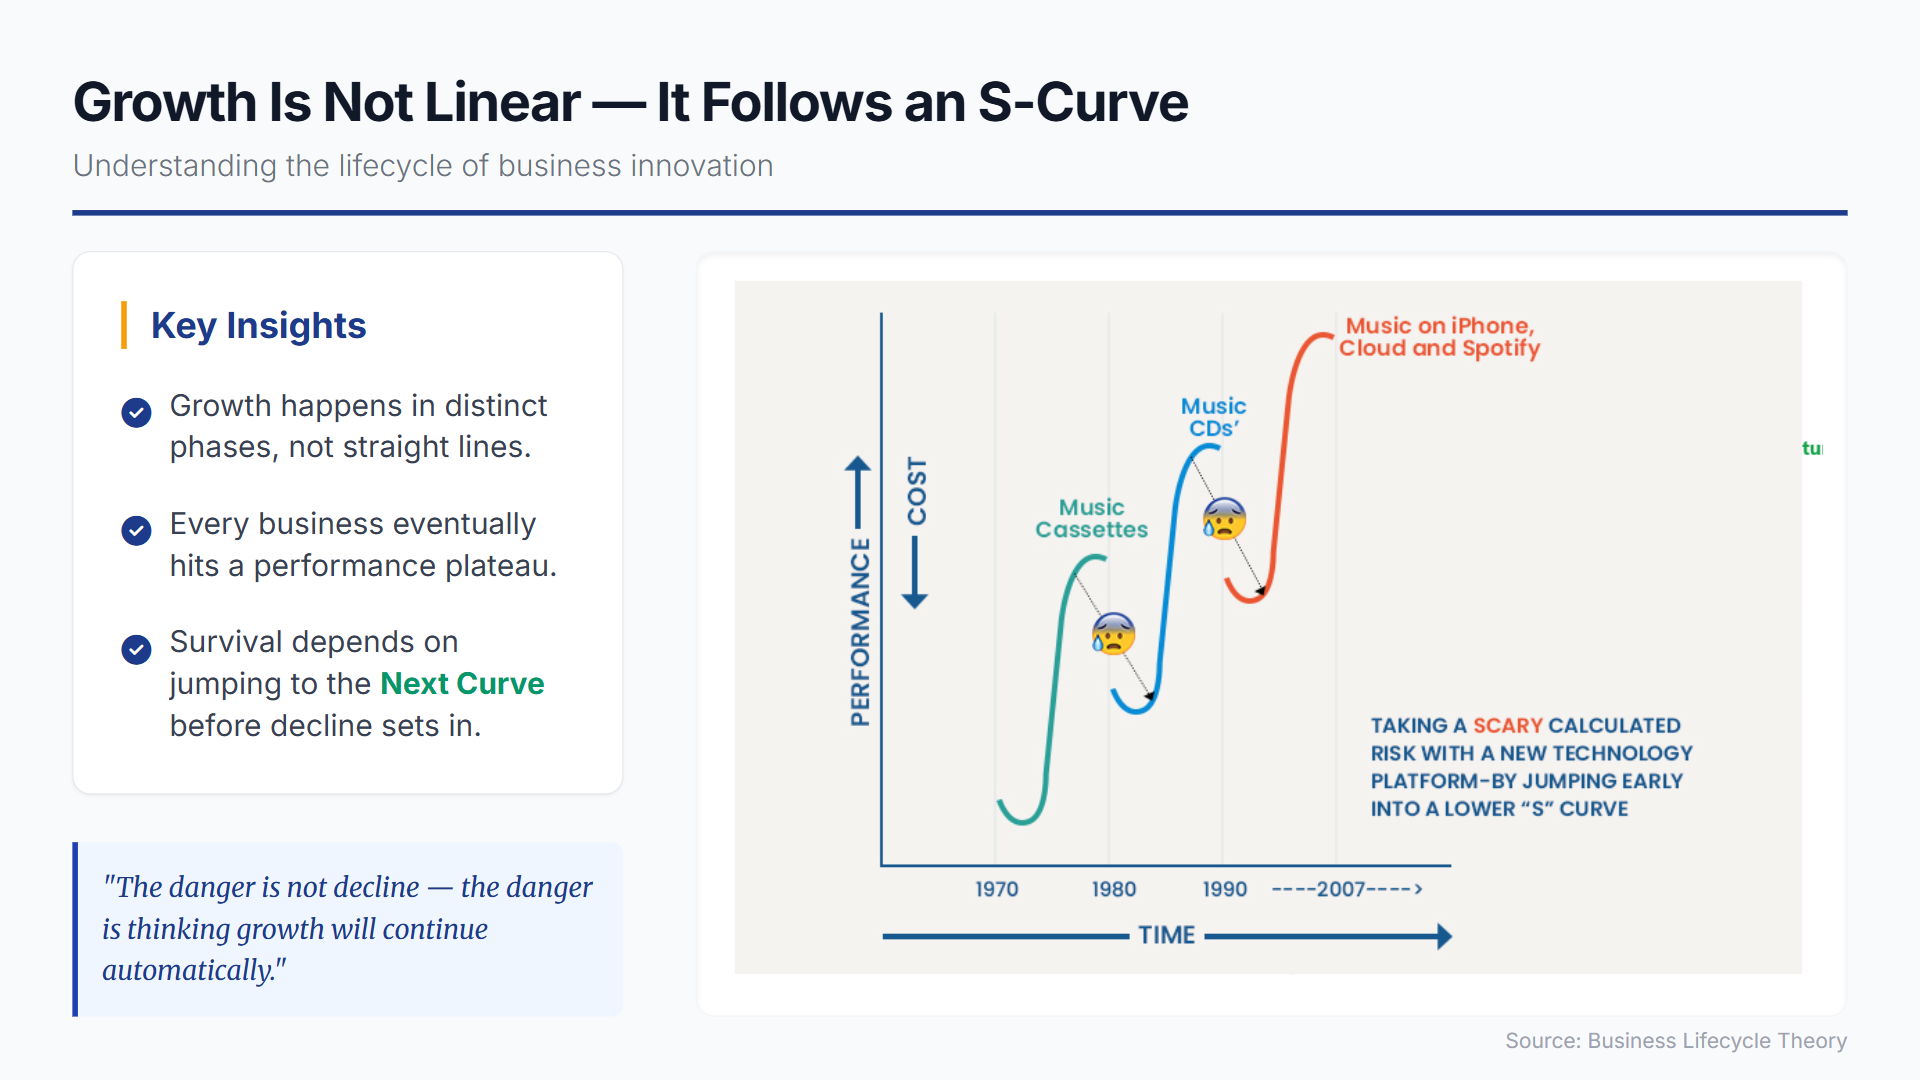 Growth Is Not Linear — It Follows an S-Curve
Understanding the lifecycle of business innovation
Key Insights
Growth happens in distinct
phases, not straight lines.
Every business eventually
hits a performance plateau.
Survival depends on
jumping to the Next Curve
before decline sets in.
"The danger is not decline — the danger
is thinking growth will continue
automatically."
Music on iPhone,
Cloud and Spotify
Music
CDs’
Music
Cassettes
PERFORMANCE
COST
TAKING A SCARY CALCULATED
RISK WITH A NEW TECHNOLOGY
PLATFORM-BY JUMPING EARLY
INTO A LOWER “S” CURVE
1970 1980 1990 ----2007---->
TIME
Source: Business Lifecycle Theory